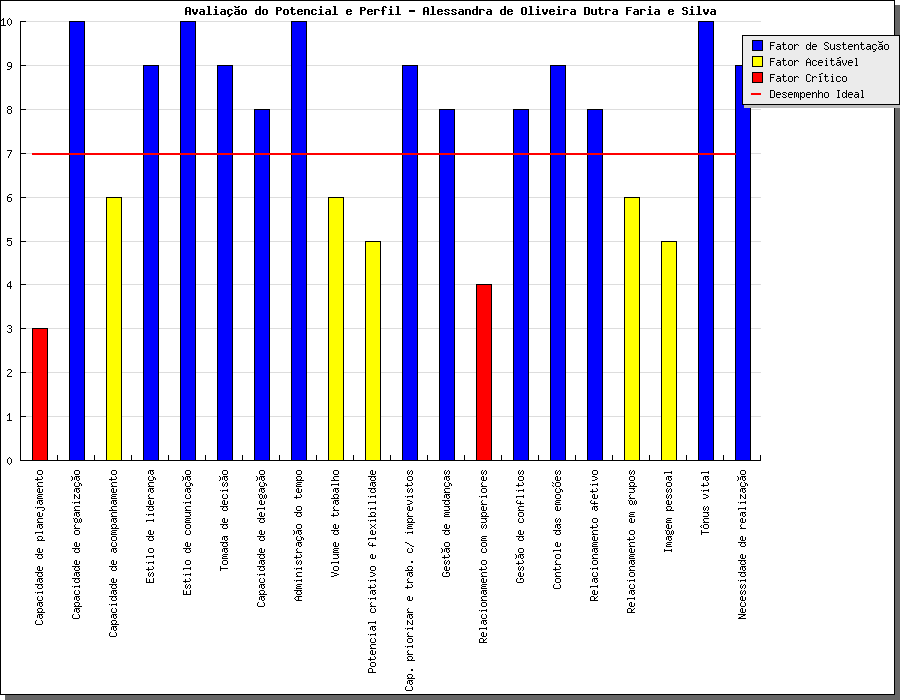 Avaliação do Potencial e Perfil - Alessandra de Oliveira Dutra Faria e Silva
10
9
8
7
6
5
4
3
2
1
0
Fator de Sustentação
Fator Aceitável
Fator Crítico
Desempenho Ideal
Capacidade de planejamento
Capacidade de organização
Capacidade de acompanhamento
Estilo de liderança
Estilo de comunicação
Tomada de decisão
Capacidade de delegação
Administração do tempo
Volume de trabalho
Potencial criativo e flexibilidade
Cap. priorizar e trab. c/ imprevistos
Gestão de mudanças
Relacionamento com superiores
Gestão de conflitos
Controle das emoções
Relacionamento afetivo
Relacionamento em grupos
Imagem pessoal
Tônus vital
Necessidade de realização